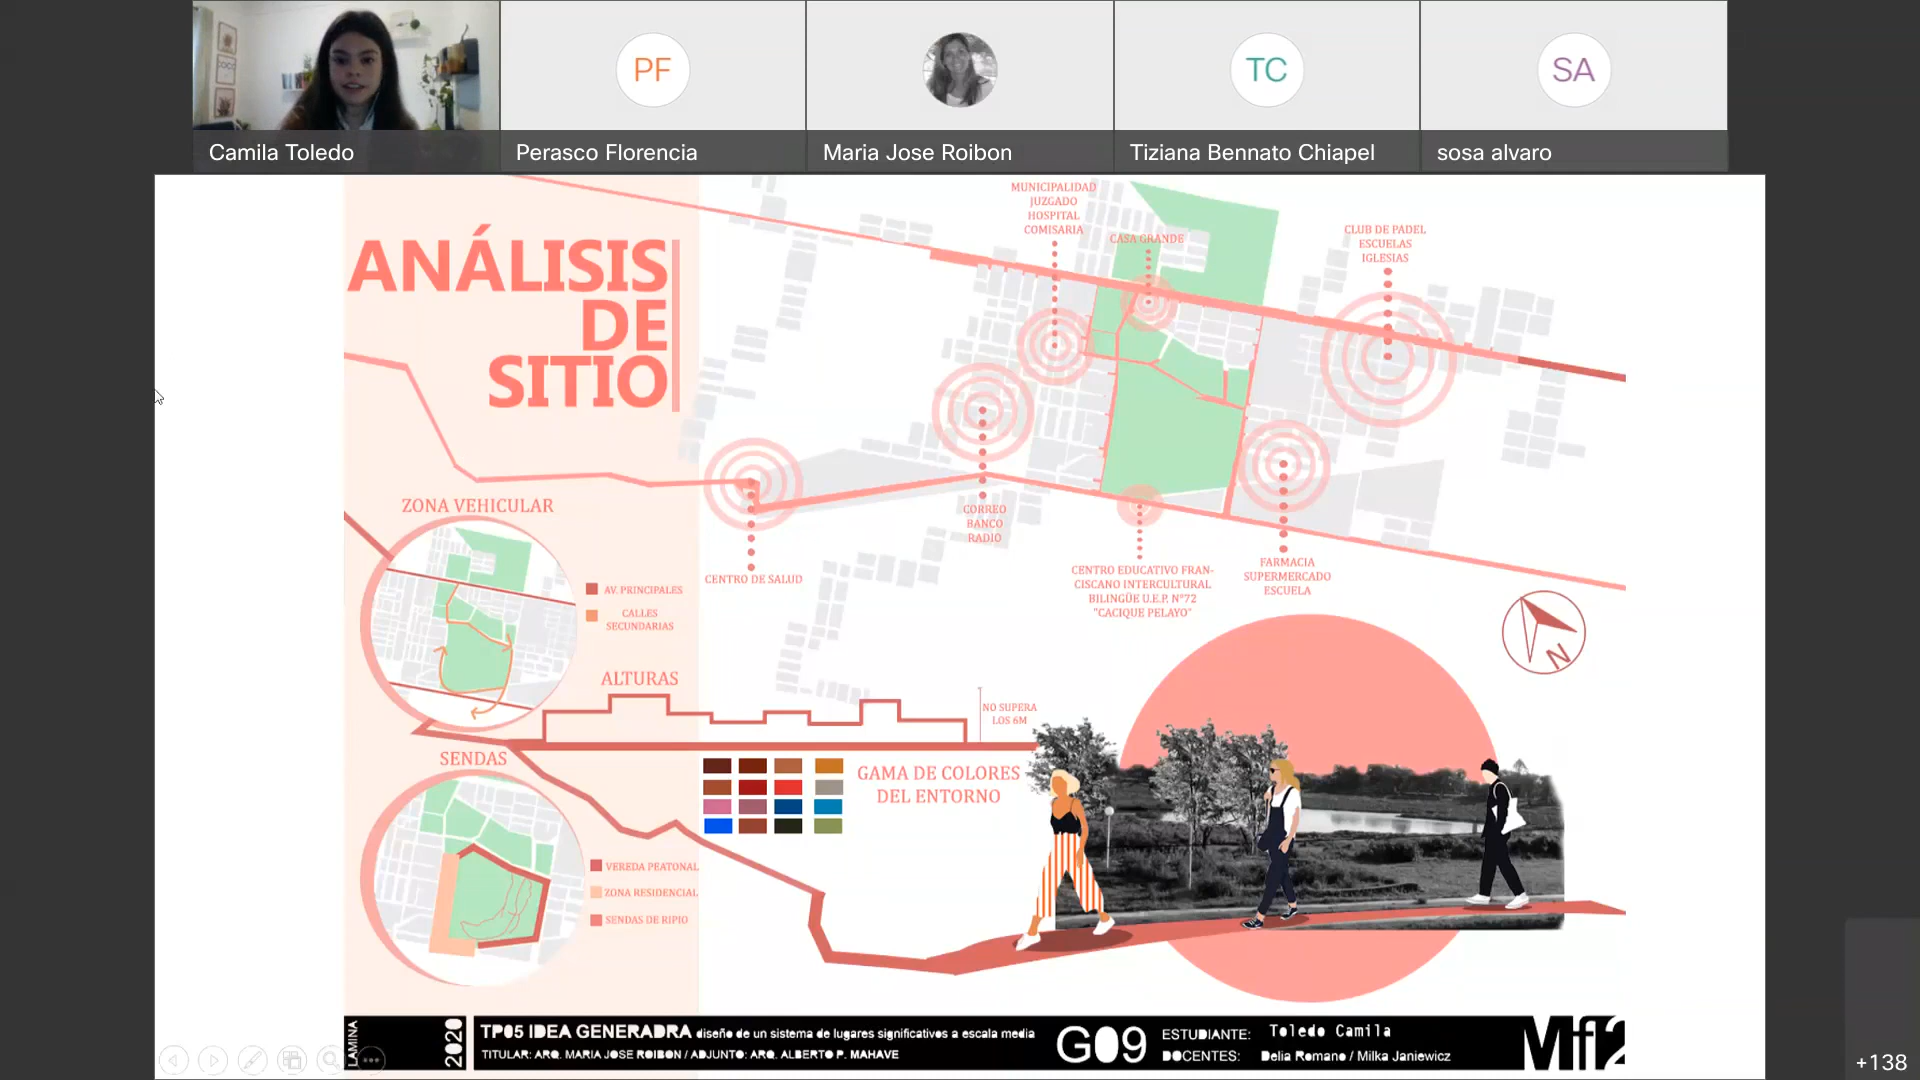 PF
TC
SA
Camila Toledo
Perasco Florencia
Maria Jose Roibon
Tiziana Bennato Chiapel
sosa alvaro
ANÁLISIS
DE
SITIO
MUNICIPALIDAD
JUZGADO
HOSPITAL
COMISARIA
CASA GRANDE
CLUB DE PADEL
ESCUELAS
IGLESIAS
CENTRO DE SALUD
CORREO
BANCO
RADIO
CENTRO EDUCATIVO FRAN-
CISCANO INTERCULTURAL
BILINGÜE U.E.P. N°72
"CACIQUE PELAYO"
FARMACIA
SUPERMERCADO
ESCUELA
N
ZONA VEHICULAR
AV. PRINCIPALES
CALLES
SECUNDARIAS
ALTURAS
NO SUPERA
LOS 6M
SENDAS
VEREDA PEATONAL
ZONA RESIDENCIAL
SENDAS DE RIPIO
GAMA DE COLORES
DEL ENTORNO
LAMINA
2020
TP05 IDEA GENERADRA diseño de un sistema de lugares significativos a escala media
TITULAR: ARQ. MARIA JOSE ROIBON / ADJUNTO: ARQ. ALBERTO P. MAHAVE
G09
ESTUDIANTE: Toledo Camila
DOCENTES: Delia Romano / Milka Janiewicz
Mfi2
+138